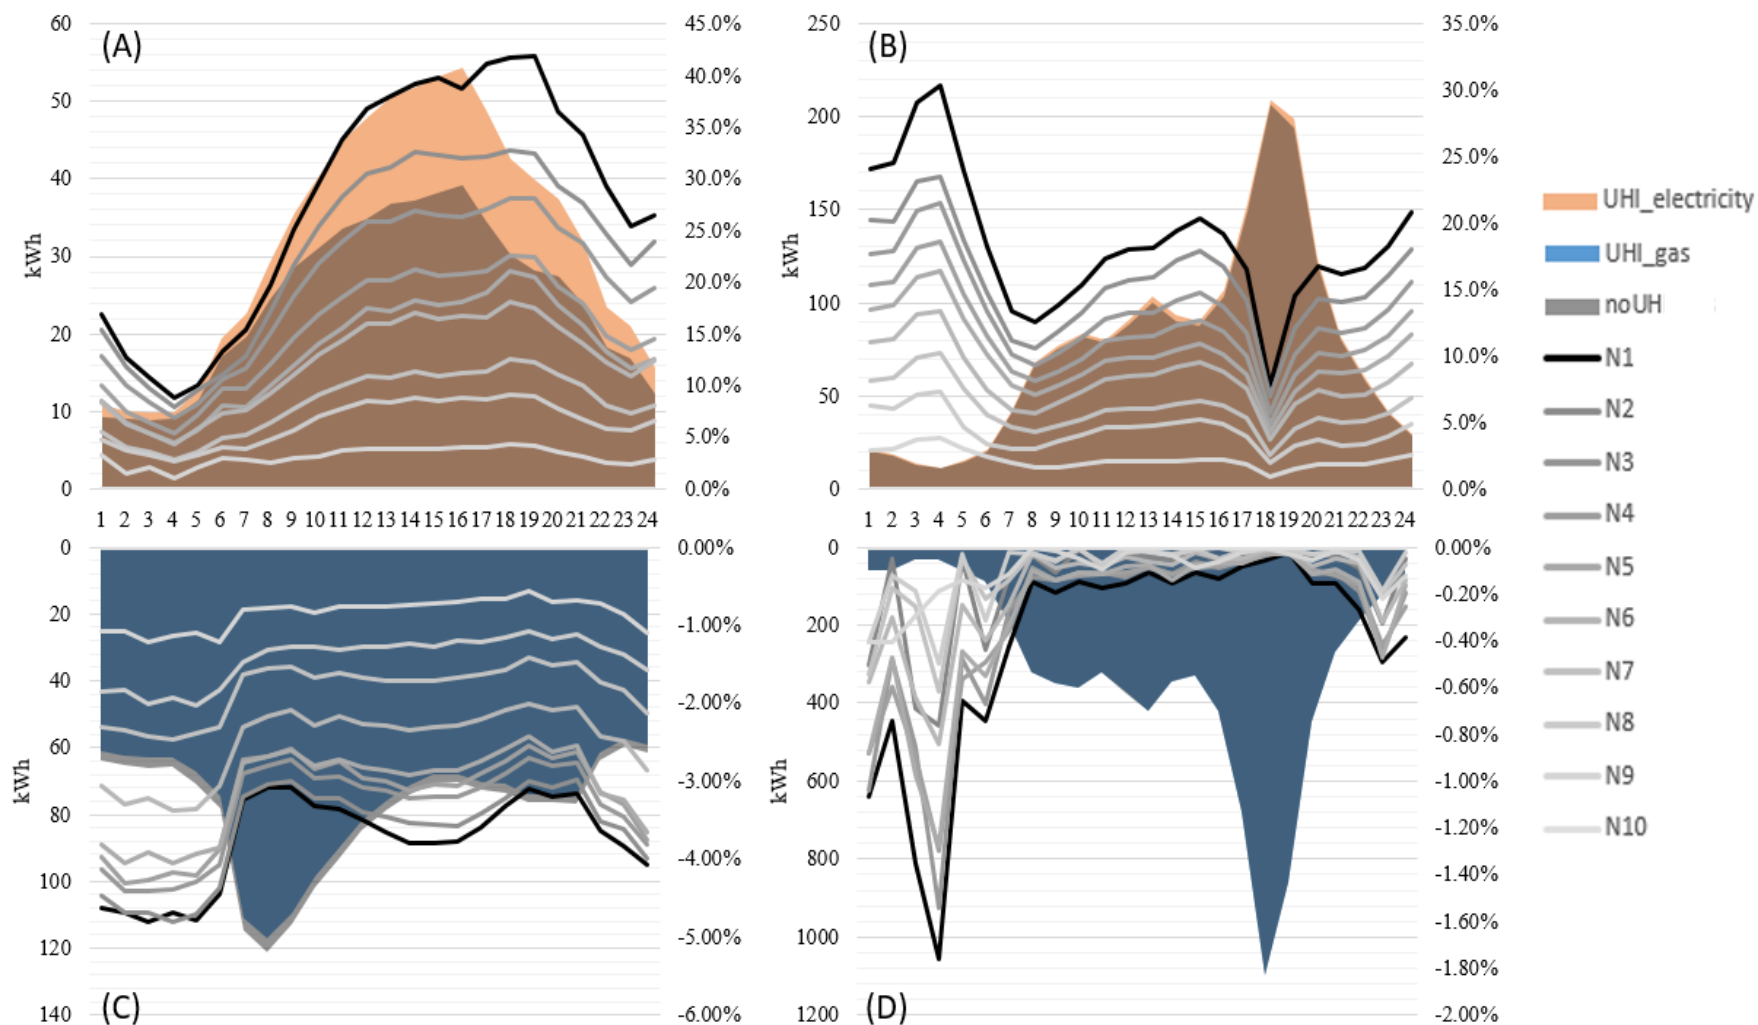 (A)
60
50
40
30
20
10
0
kWh
45.0%
40.0%
35.0%
30.0%
25.0%
20.0%
15.0%
10.0%
5.0%
0.0%
1 2 3 4 5 6 7 8 9 10 11 12 13 14 15 16 17 18 19 20 21 22 23 24
(B)
250
200
150
100
50
0
kWh
35.0%
30.0%
25.0%
20.0%
15.0%
10.0%
5.0%
0.0%
1 2 3 4 5 6 7 8 9 10 11 12 13 14 15 16 17 18 19 20 21 22 23 24
(C)
0
20
40
60
80
100
120
140
kWh
0.00%
-1.00%
-2.00%
-3.00%
-4.00%
-5.00%
-6.00%
(D)
0
200
400
600
800
1000
1200
kWh
0.00%
-0.20%
-0.40%
-0.60%
-0.80%
-1.00%
-1.20%
-1.40%
-1.60%
-1.80%
-2.00%
UHI_electricity
UHI_gas
noUH
N1
N2
N3
N4
N5
N6
N7
N8
N9
N10